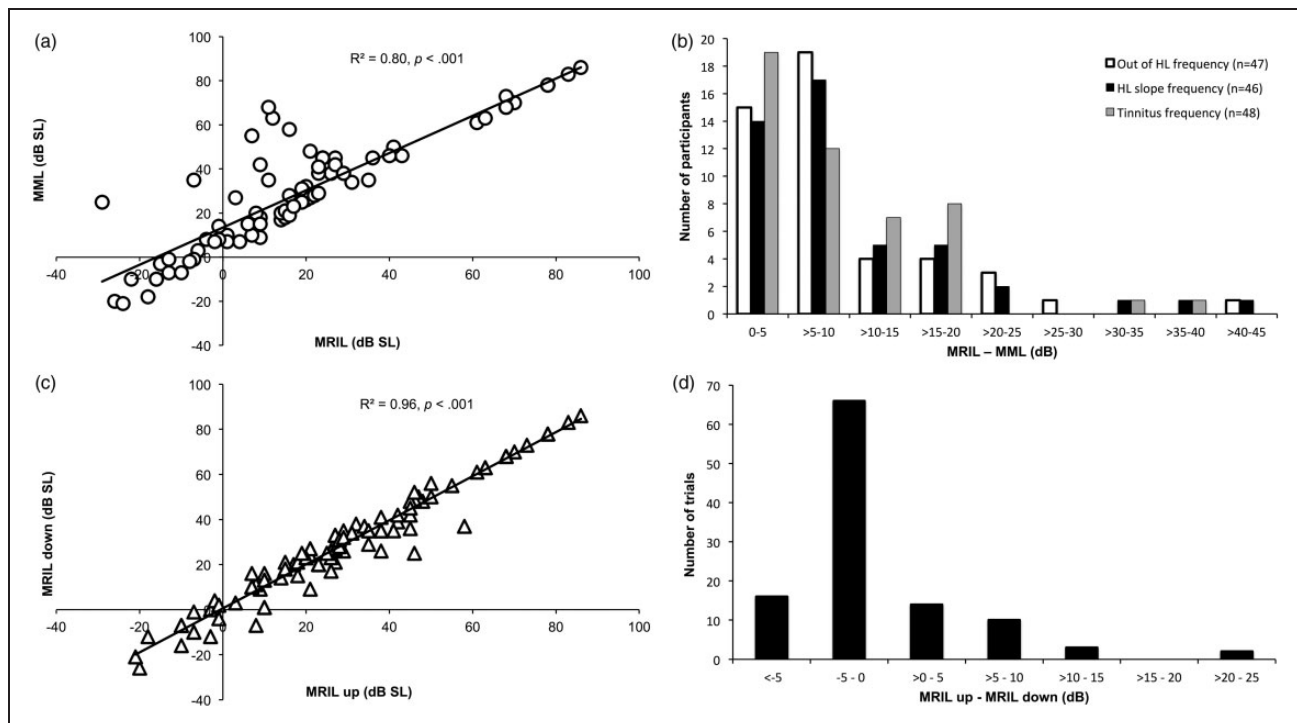 (a)
R² = 0.80, p < .001
MML (dB SL)
100
80
60
40
20
0
-20
-40
-40 -20 0 20 40 60 80 100
MRIL (dB SL)
(b)
Number of participants
20
18
16
14
12
10
8
6
4
2
0
Out of HL frequency (n=47)
HL slope frequency (n=46)
Tinnitus frequency (n=48)
0-5 >5-10 >10-15 >15-20 >20-25 >25-30 >30-35 >35-40 >40-45
MRIL – MML (dB)
(c)
R² = 0.96, p < .001
MRIL down (dB SL)
100
80
60
40
20
0
-20
-40
-40 -20 0 20 40 60 80 100
MRIL up (dB SL)
(d)
Number of trials
70
60
50
40
30
20
10
0
<-5 -5 - 0 >0 - 5 >5 - 10 >10 - 15 >15 - 20 >20 - 25
MRIL up - MRIL down (dB)